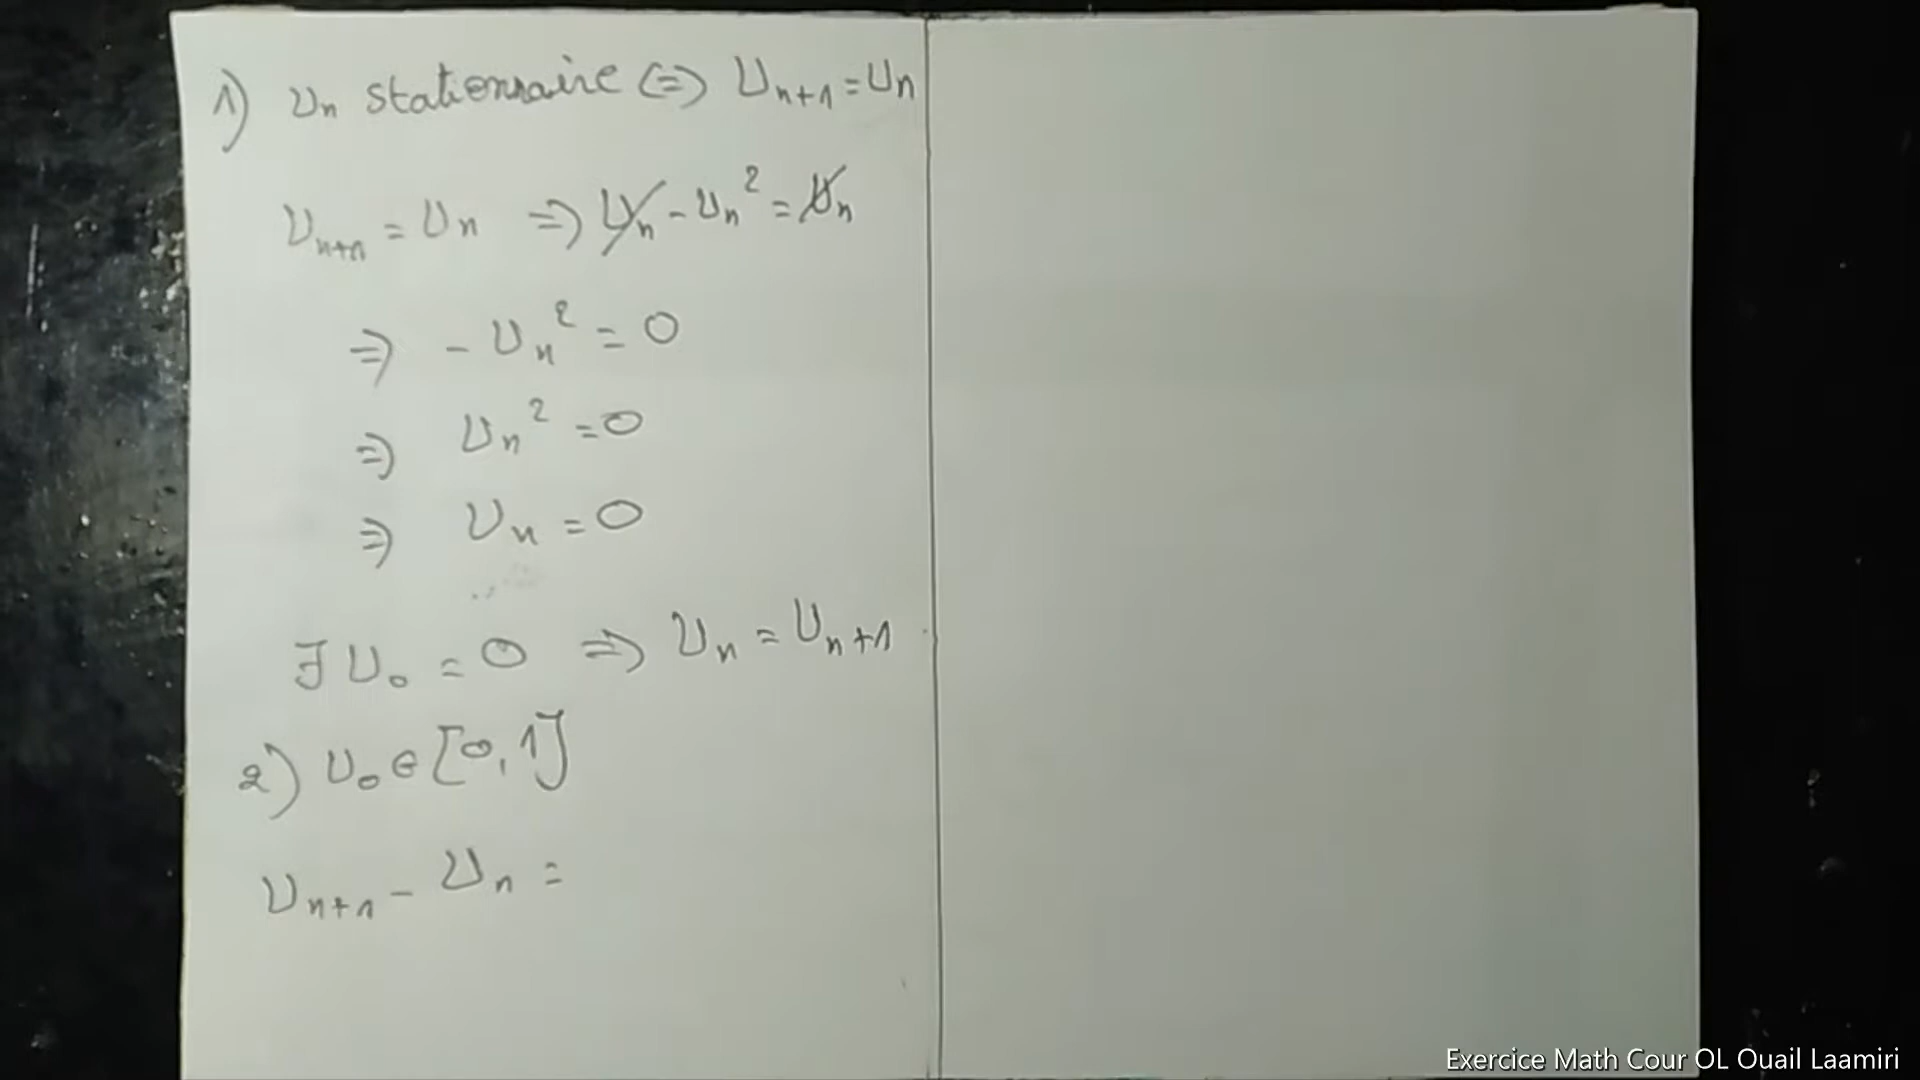 1) Un stationnaire <=> Un+1 = Un
Un+1 = Un => Un - Un² = Un
=> - Un² = 0
=> Un² = 0
=> Un = 0
∃ U0 = 0 => Un = Un+1
2) U0 ∈ [0,1]
Un+1 - Un =
Exercice Math Cour OL Ouail Laamiri